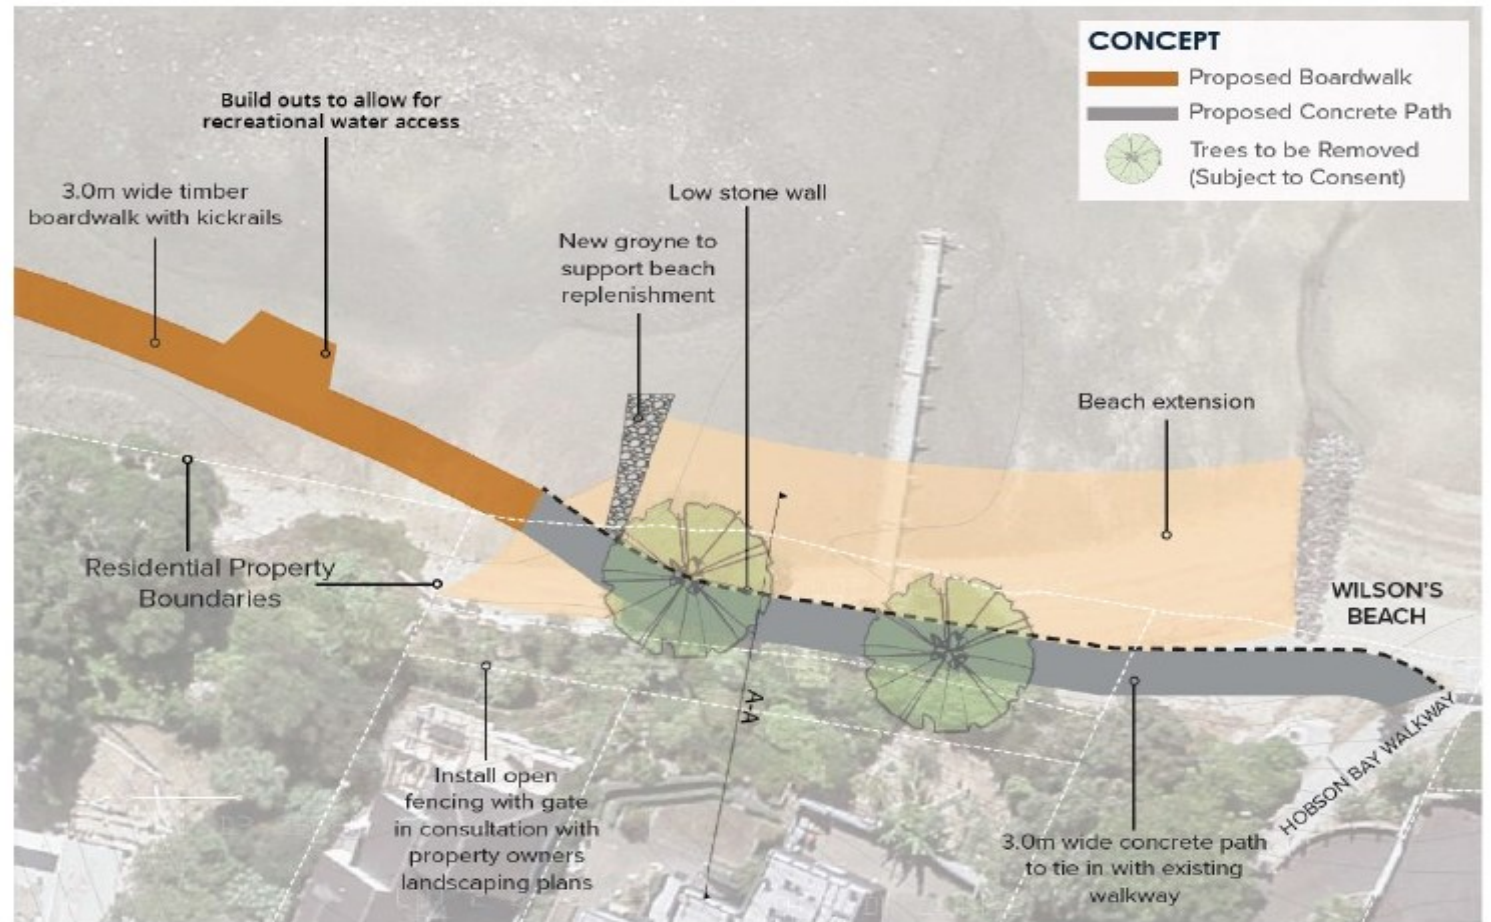 CONCEPT
Proposed Boardwalk
Proposed Concrete Path
Trees to be Removed
(Subject to Consent)
Build outs to allow for
recreational water access
3.0m wide timber
boardwalk with kickrails
Low stone wall
New groyne to
support beach
replenishment
Beach extension
Residential Property
Boundaries
WILSON'S
BEACH
A-A
HOBSON BAY WALKWAY
Install open
fencing with gate
in consultation with
property owners
landscaping plans
3.0m wide concrete path
to tie in with existing
walkway